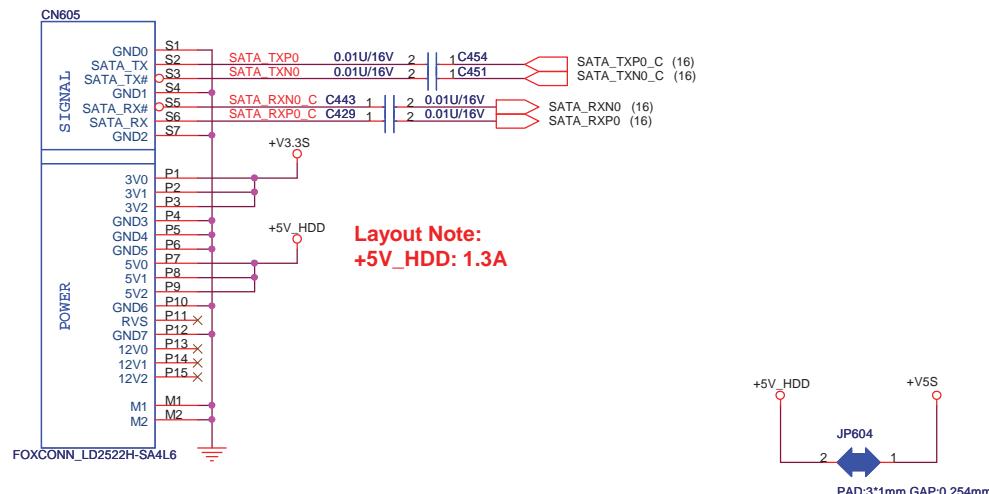 CN605
SIGNAL
GND0 S1
SATA_TX S2 SATA_TXP0 0.01U/16V 2 1 C454 SATA_TXP0_C (16)
SATA_TX# S3 SATA_TXN0 0.01U/16V 2 1 C451 SATA_TXN0_C (16)
GND1 S4
SATA_RX# S5 SATA_RXN0_C C443 1 2 0.01U/16V SATA_RXN0 (16)
SATA_RX S6 SATA_RXP0_C C429 1 2 0.01U/16V SATA_RXP0 (16)
GND2 S7
+V3.3S
POWER
3V0 P1
3V1 P2
3V2 P3
GND3 P4
GND4 P5
GND5 P6
5V0 P7
5V1 P8
5V2 P9
GND6 P10
RVS P11
GND7 P12
12V0 P13
12V1 P14
12V2 P15
M1 M1
M2 M2
FOXCONN_LD2522H-SA4L6
+5V_HDD
Layout Note:
+5V_HDD: 1.3A
+5V_HDD +V5S
JP604
2 1
PAD:3*1mm GAP:0.254mm